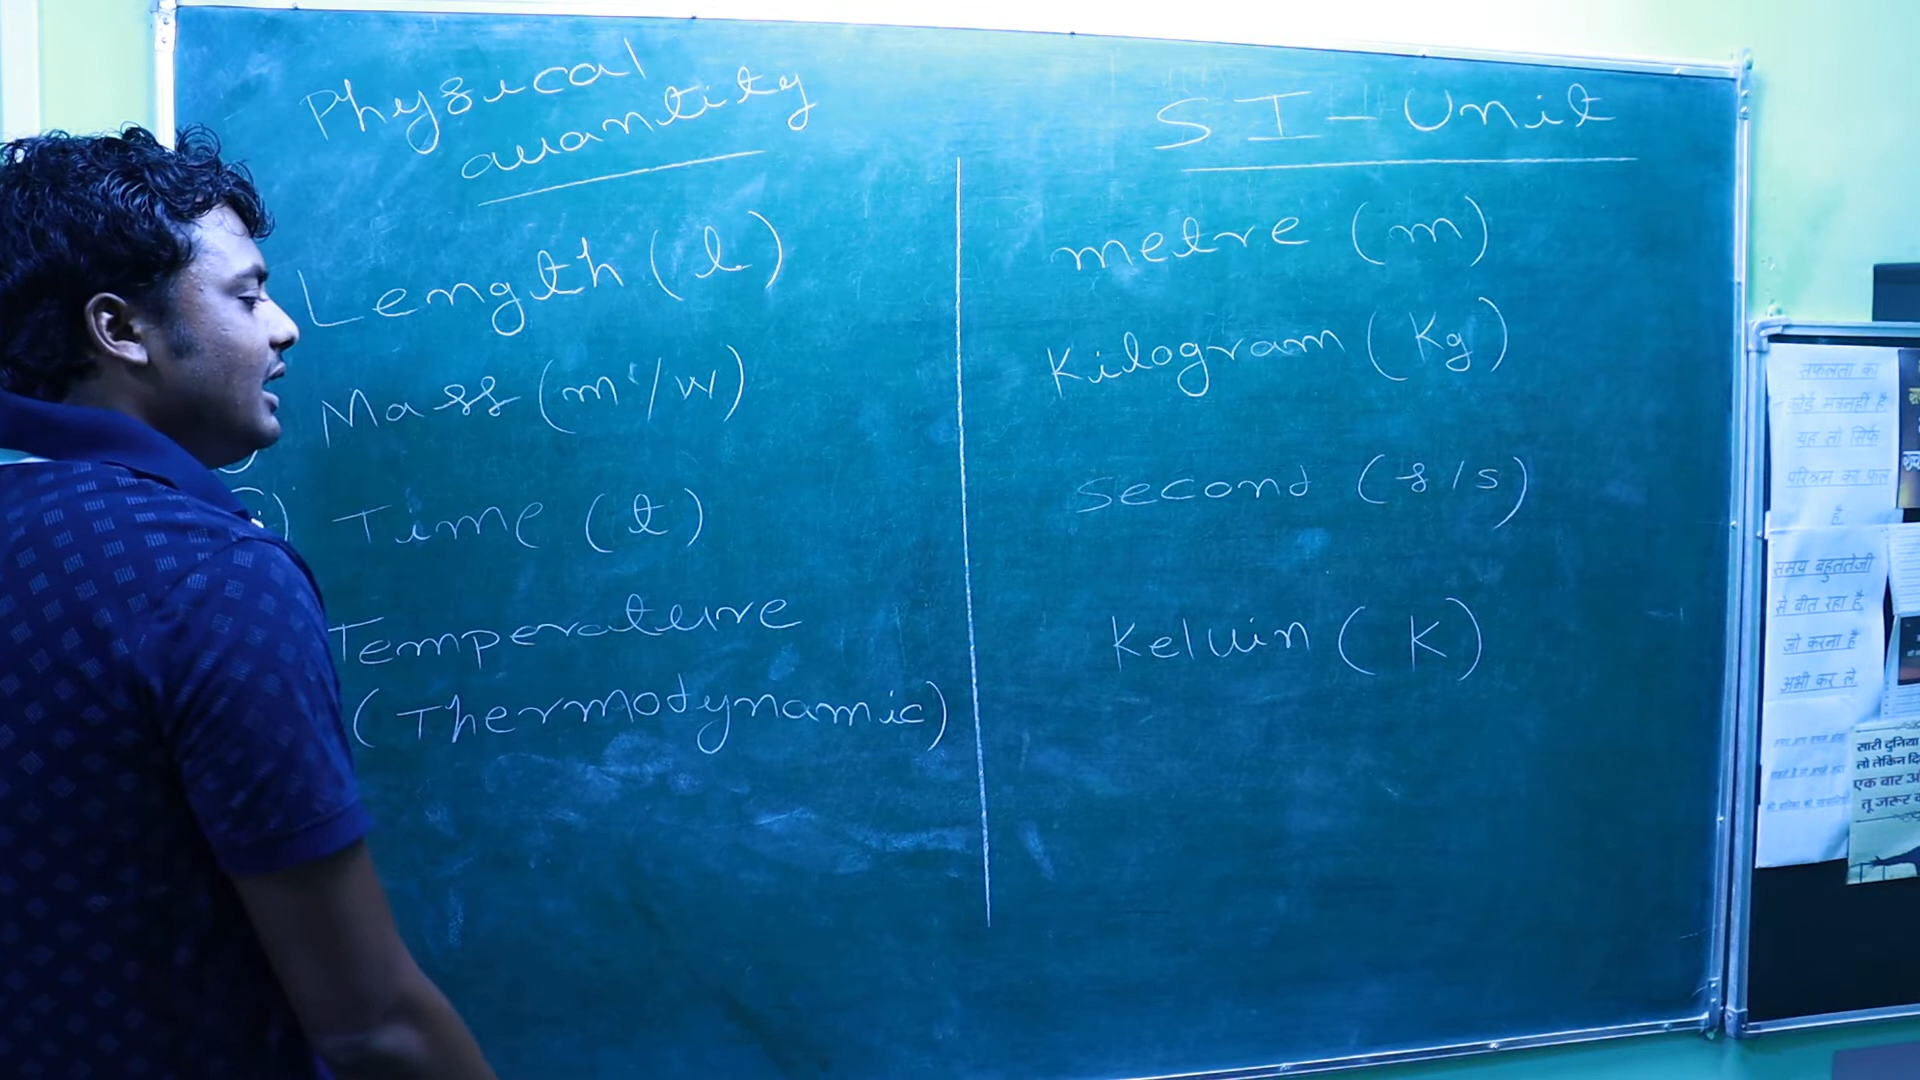 Physical
quantity
SI-Unit
Length (l)
metre (m)
Mass (m/w)
Kilogram (Kg)
Time (t)
Second (s/s)
Temperature
(Thermodynamic)
Kelvin (K)
सफलता का
कोई मंत्र नहीं है
यह तो सिर्फ
परिश्रम का फल
है
समय बहुत तेजी
से बीत रहा है,
जो करना है
अभी कर ले
सारी दुनिया
लो लेकिन
एक बार
तू जरूर